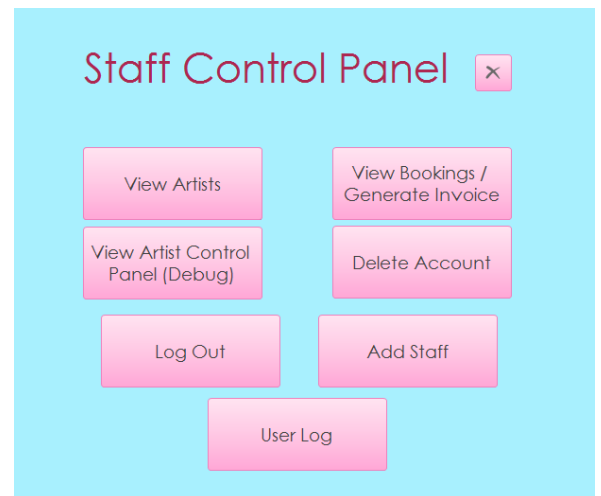 Staff Control Panel
View Artists
View Bookings /
Generate Invoice
View Artist Control
Panel (Debug)
Delete Account
Log Out
Add Staff
User Log